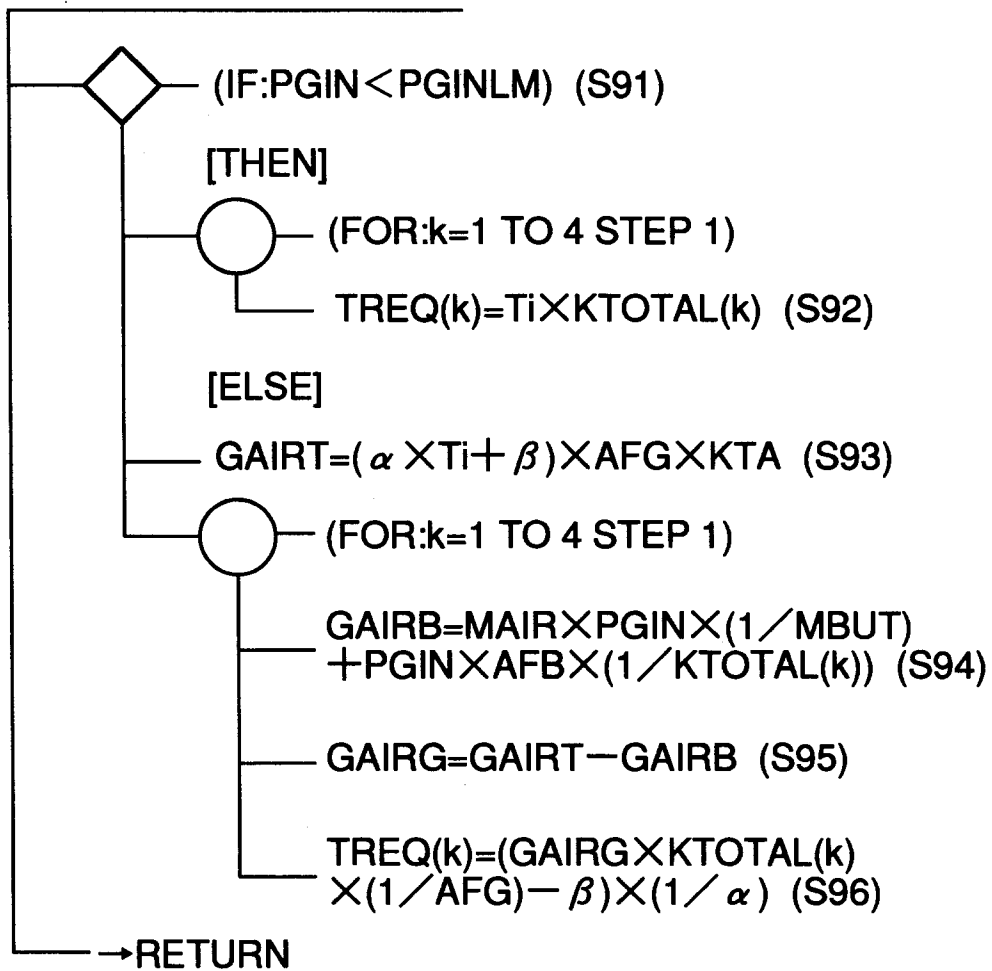 (IF:PGIN<PGINLM) (S91)
[THEN]
(FOR:k=1 TO 4 STEP 1)
TREQ(k)=Ti×KTOTAL(k) (S92)
[ELSE]
GAIRT=(α×Ti+β)×AFG×KTA (S93)
(FOR:k=1 TO 4 STEP 1)
GAIRB=MAIR×PGIN×(1/MBUT)
+PGIN×AFB×(1/KTOTAL(k)) (S94)
GAIRG=GAIRT−GAIRB (S95)
TREQ(k)=(GAIRG×KTOTAL(k)
×(1/AFG)−β)×(1/α) (S96)
→RETURN